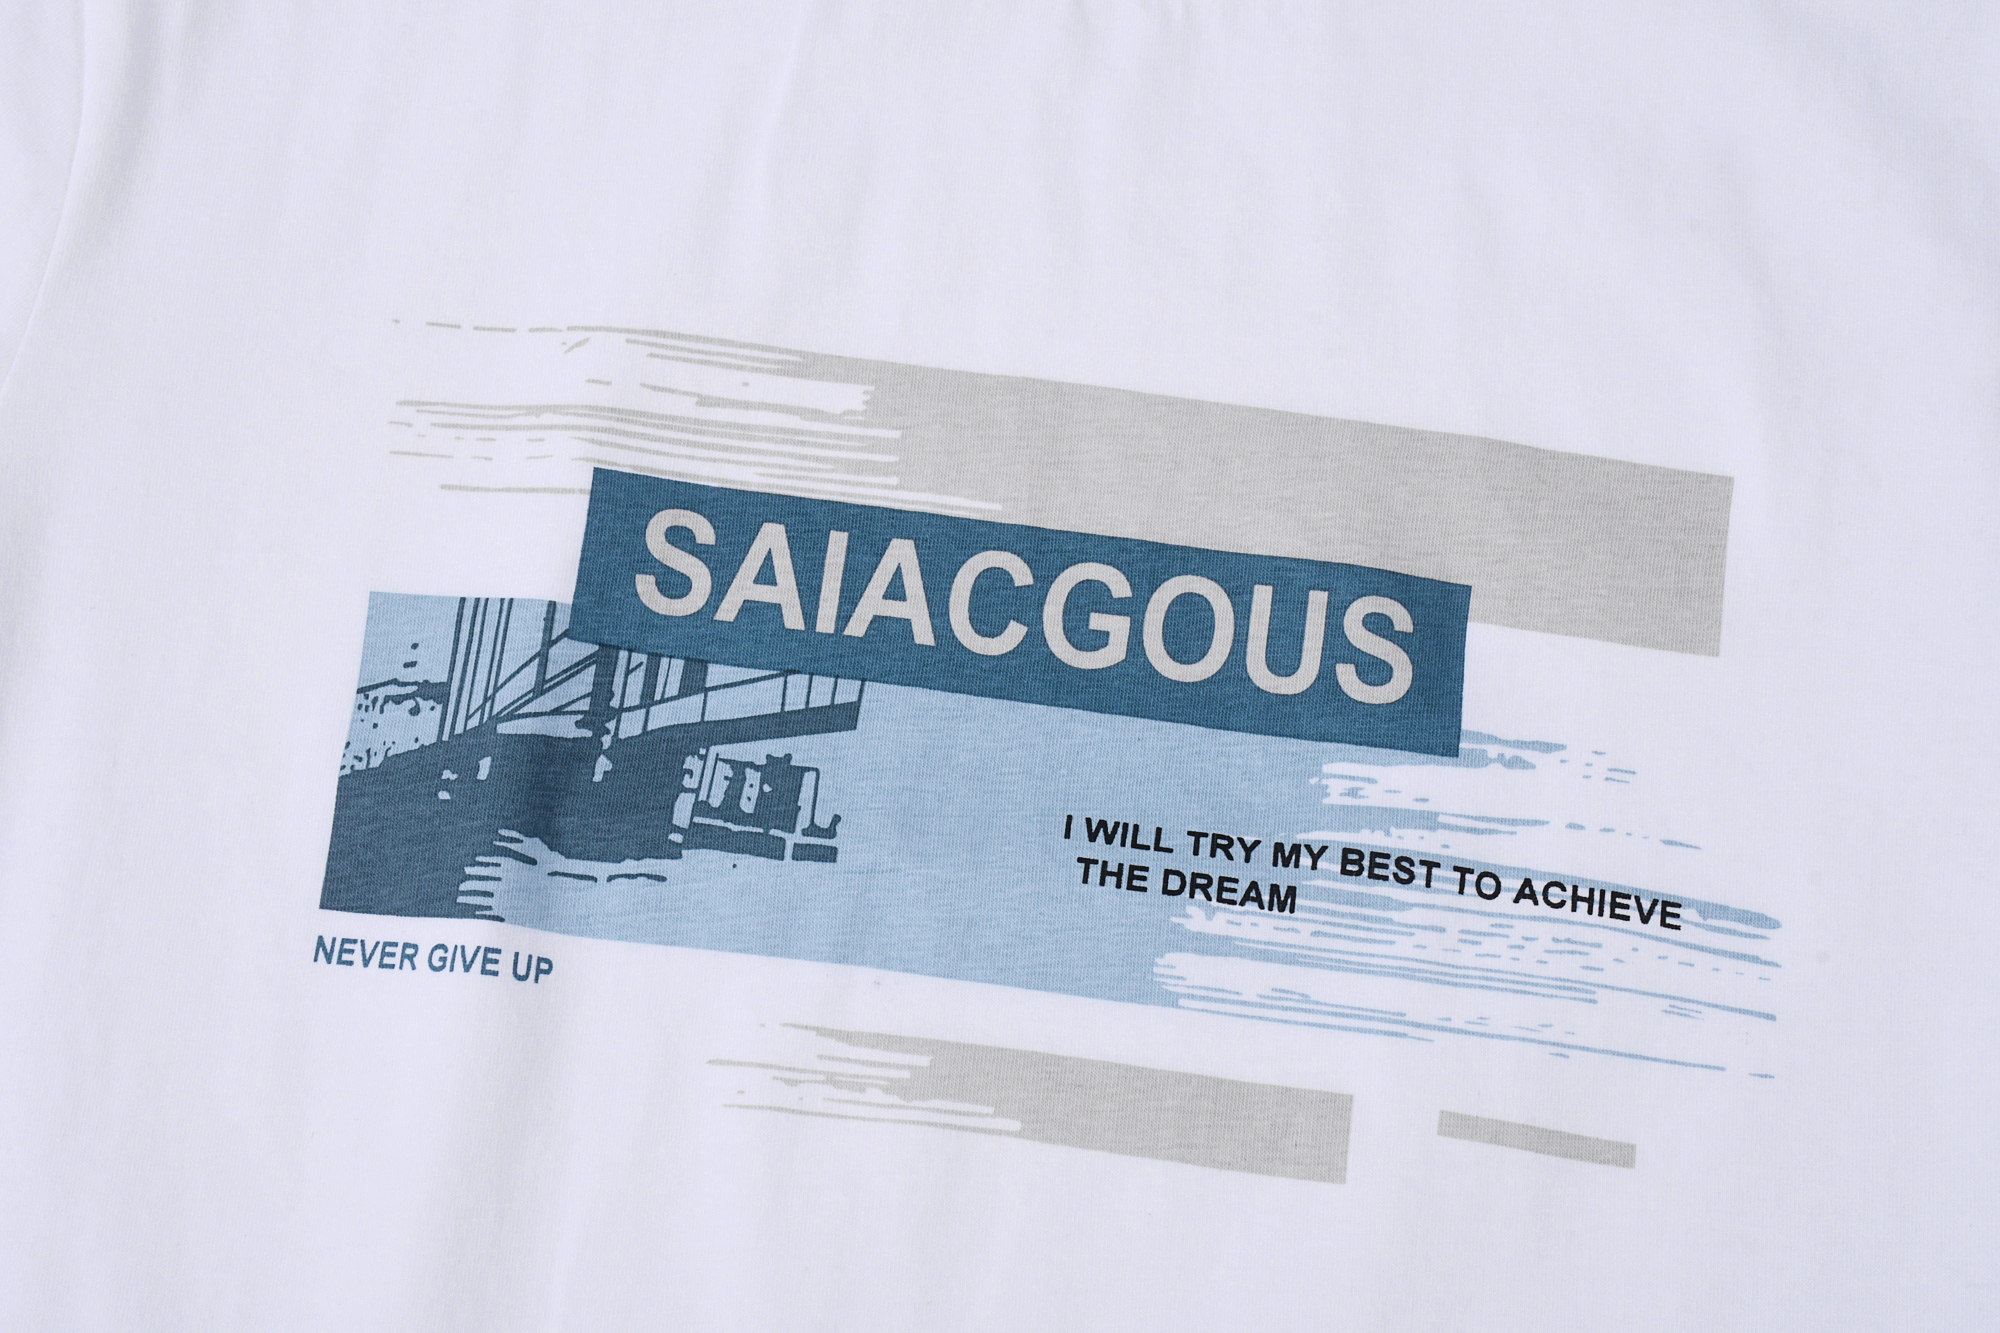 SAIACGOUS
I WILL TRY MY BEST TO ACHIEVE
THE DREAM
NEVER GIVE UP